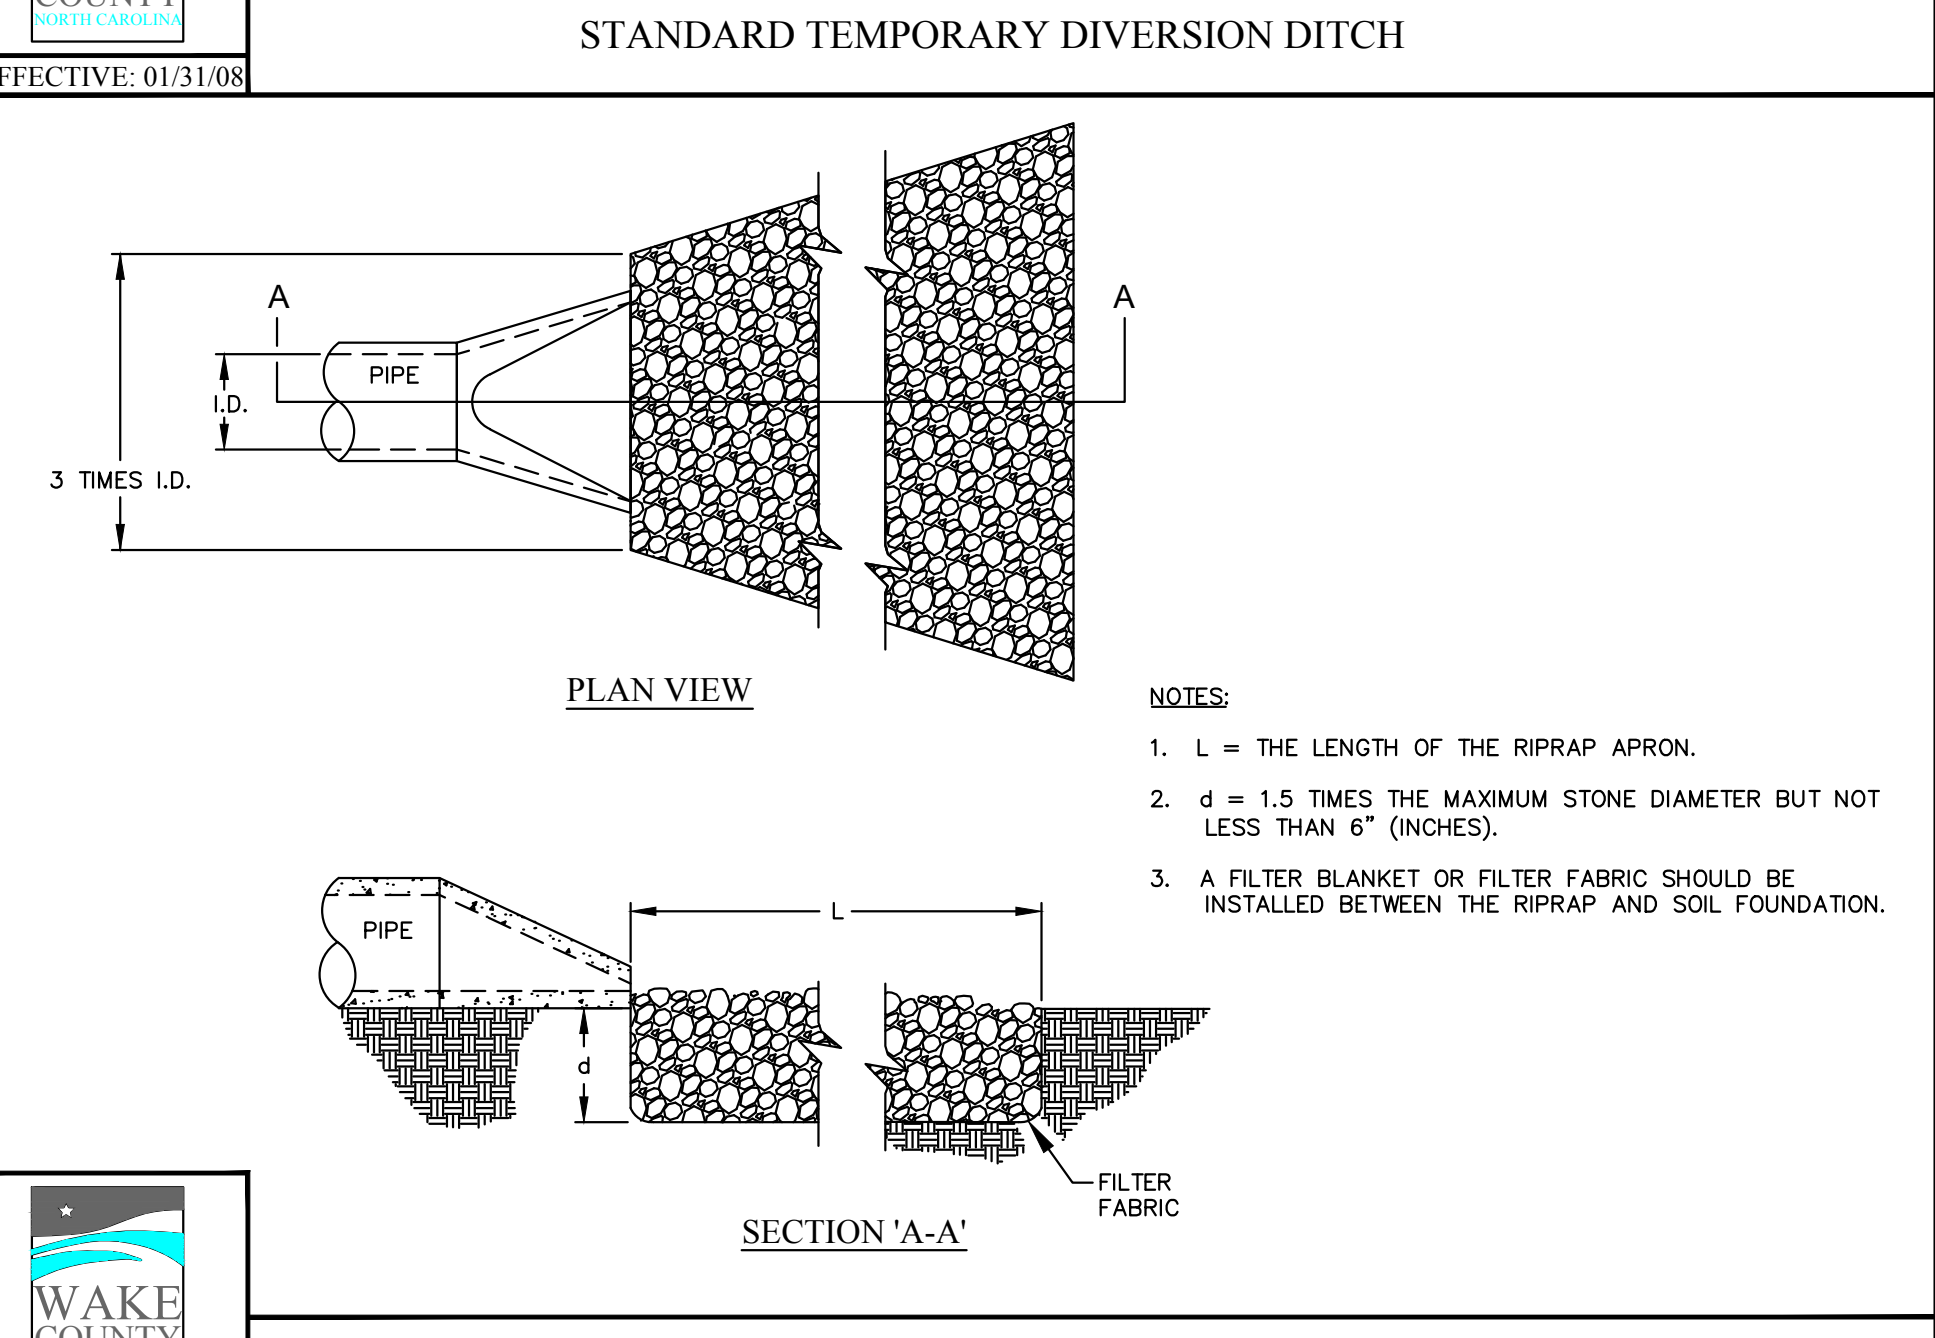 COUNTY
NORTH CAROLINA
STANDARD TEMPORARY DIVERSION DITCH
FFECTIVE: 01/31/08
A
A
PIPE
I.D.
3 TIMES I.D.
PLAN VIEW
NOTES:
1. L = THE LENGTH OF THE RIPRAP APRON.
2. d = 1.5 TIMES THE MAXIMUM STONE DIAMETER BUT NOT
LESS THAN 6” (INCHES).
3. A FILTER BLANKET OR FILTER FABRIC SHOULD BE
INSTALLED BETWEEN THE RIPRAP AND SOIL FOUNDATION.
L
PIPE
d
FILTER
FABRIC
SECTION 'A-A'
WAKE
COUNTY